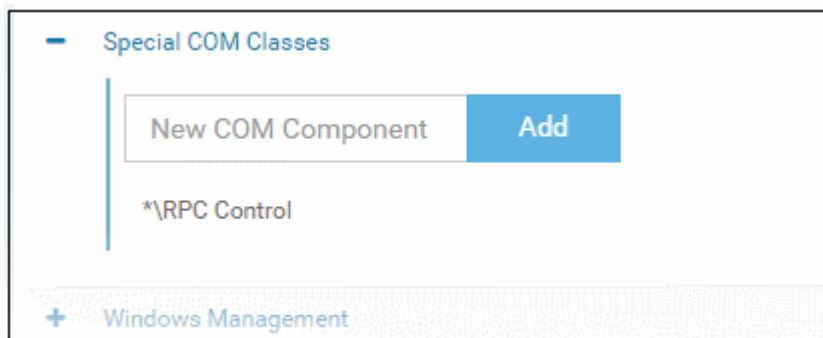 Special COM Classes
New COM Component Add
*\RPC Control
Windows Management